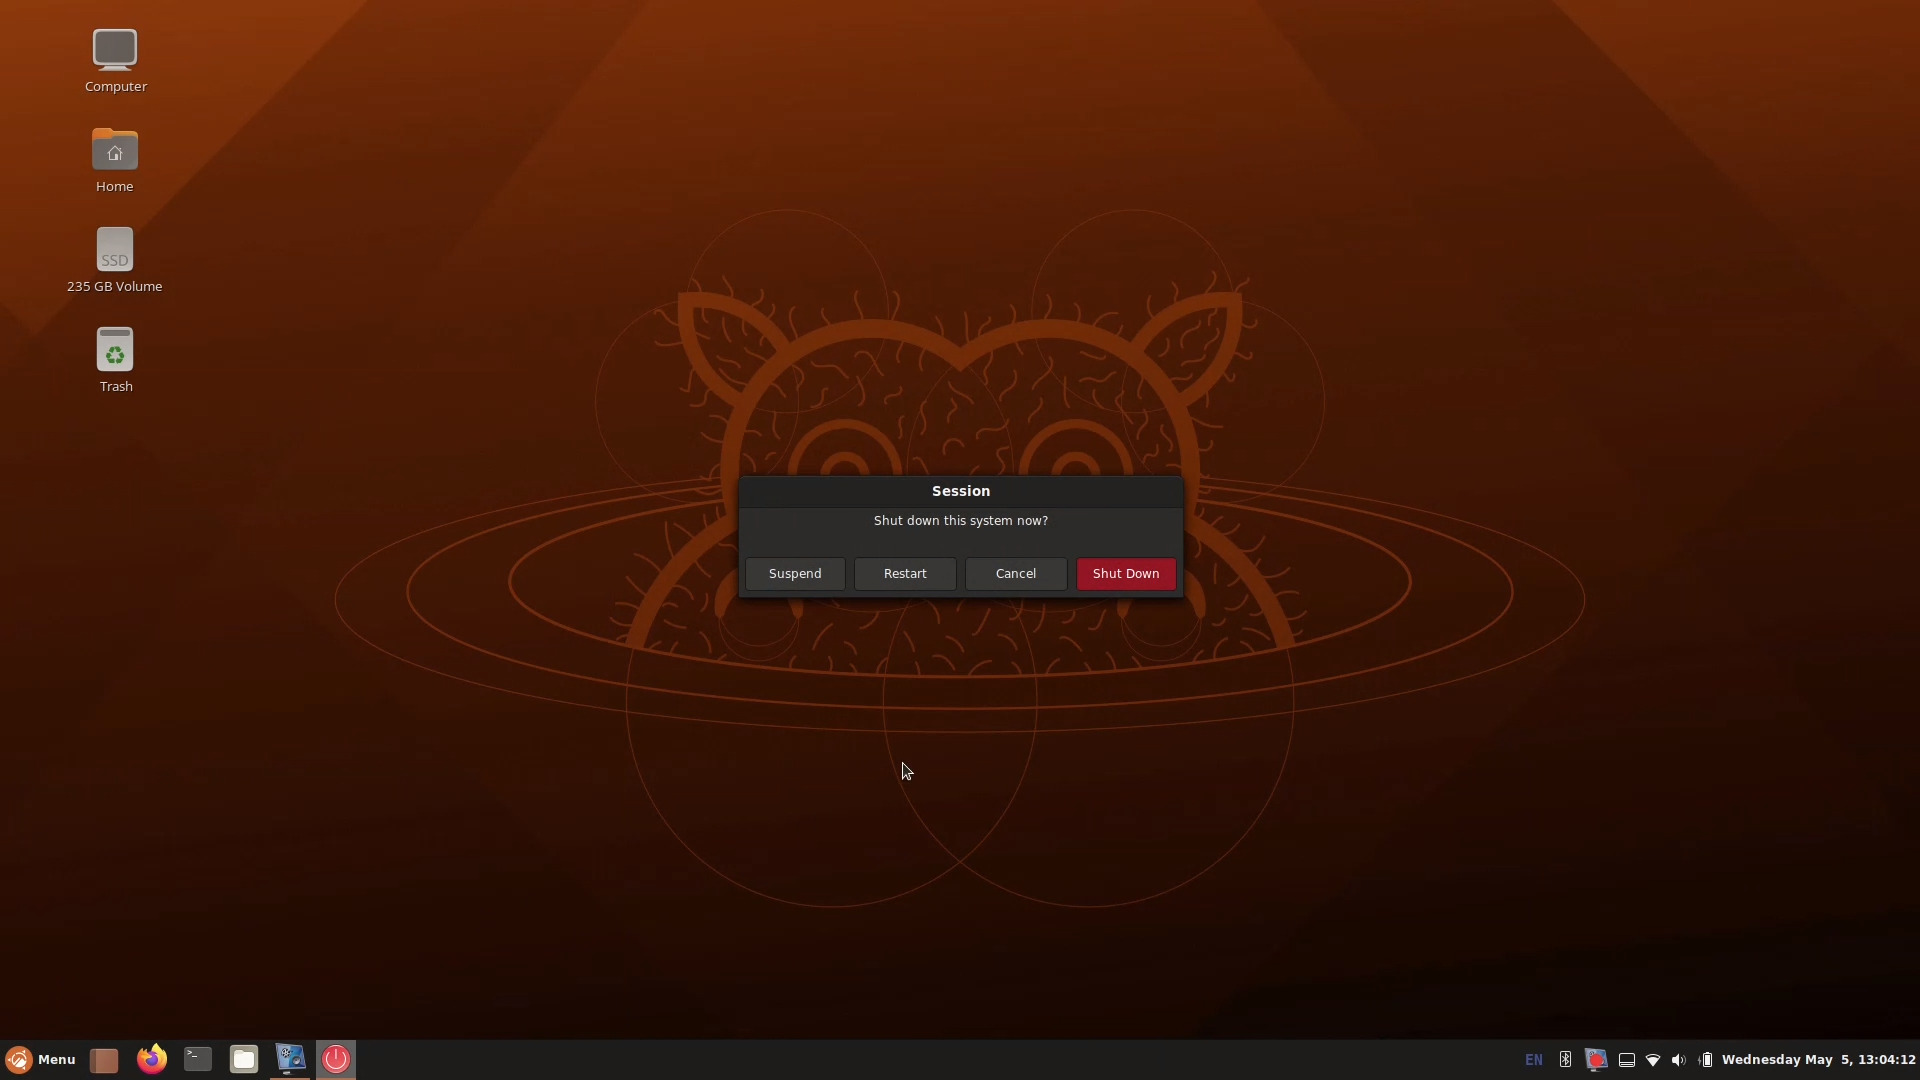 Computer
Home
SSD
235 GB Volume
Trash
Session
Shut down this system now?
Suspend Restart Cancel Shut Down
Menu >_ EN Wednesday May 5, 13:04:12